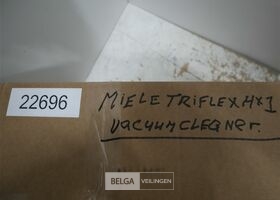 22696
MIELE TRIFLEX HX1
VACUUMCLEANER.
BELGA VEILINGEN